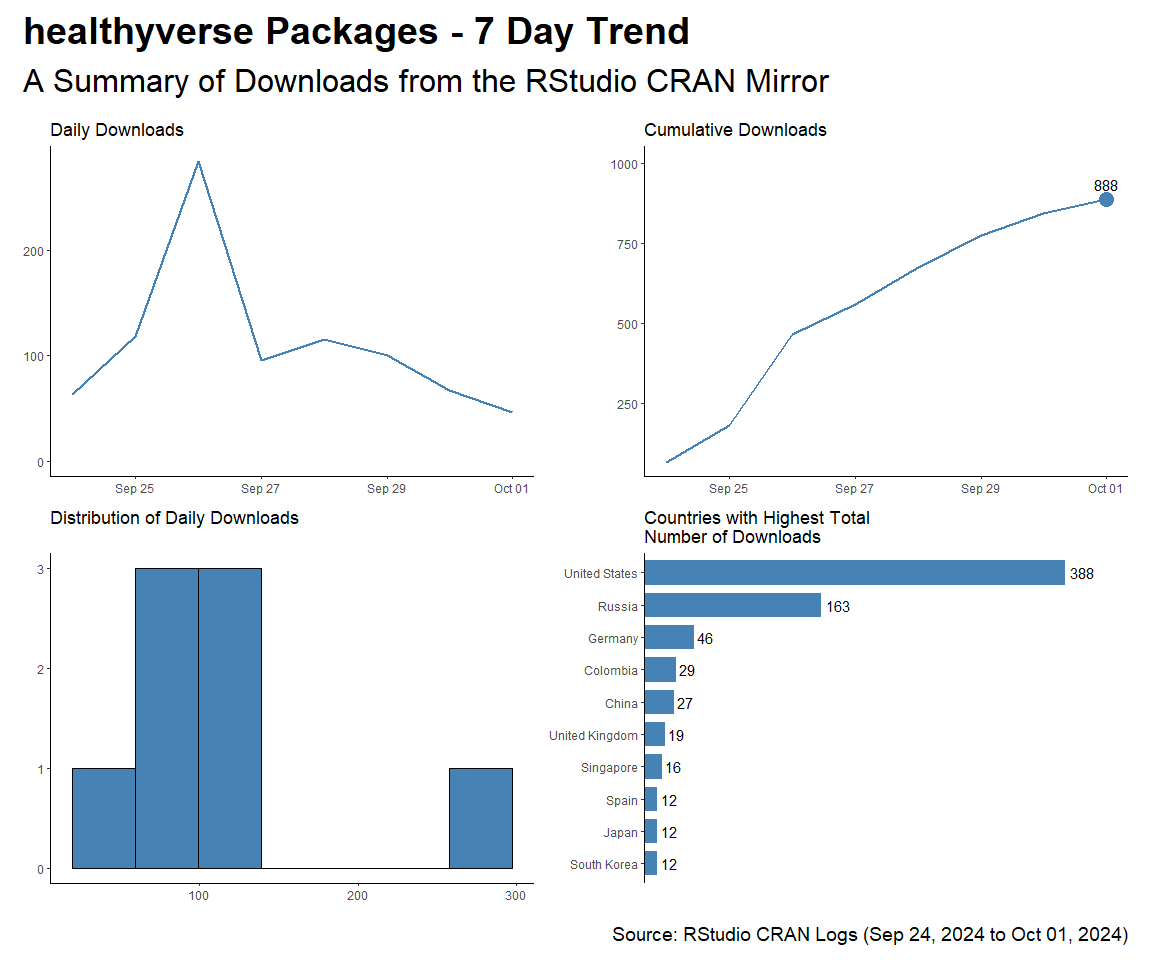 healthyverse Packages - 7 Day Trend
A Summary of Downloads from the RStudio CRAN Mirror
Daily Downloads
200
100
0
Sep 25 Sep 27 Sep 29 Oct 01
Cumulative Downloads
1000
750
500
250
888
Sep 25 Sep 27 Sep 29 Oct 01
Distribution of Daily Downloads
3
2
1
0
100 200 300
Countries with Highest Total
Number of Downloads
United States 388
Russia 163
Germany 46
Colombia 29
China 27
United Kingdom 19
Singapore 16
Spain 12
Japan 12
South Korea 12
Source: RStudio CRAN Logs (Sep 24, 2024 to Oct 01, 2024)